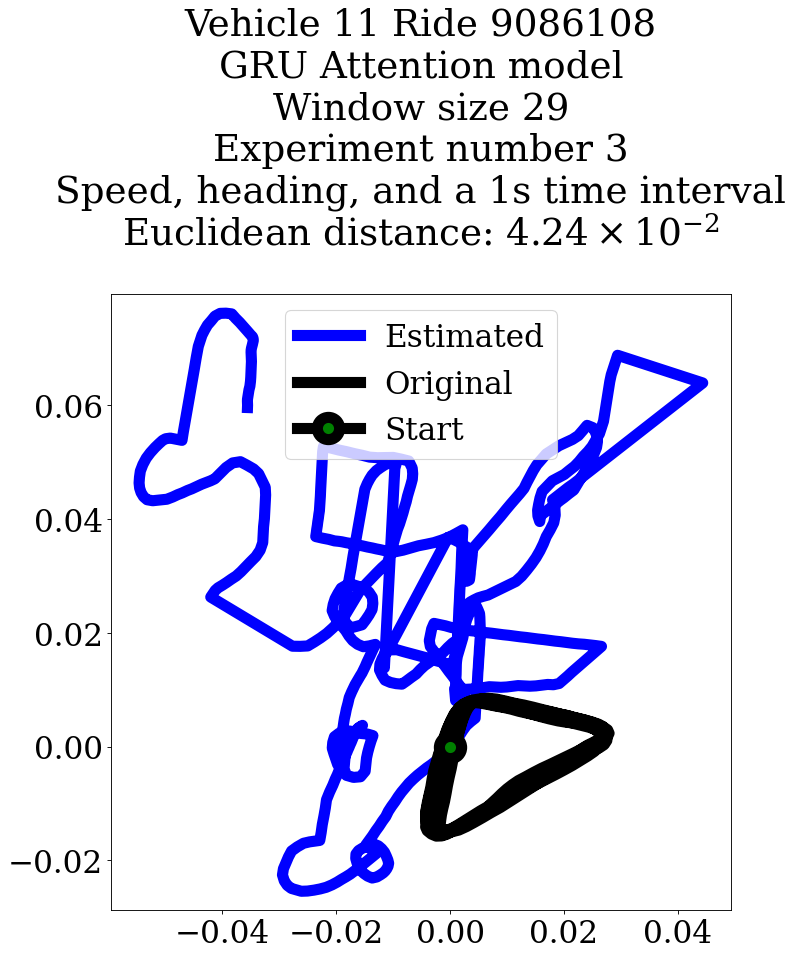 Vehicle 11 Ride 9086108
GRU Attention model
Window size 29
Experiment number 3
Speed, heading, and a 1s time interval
Euclidean distance: 4.24 × 10⁻²
Estimated
Original
Start
0.06
0.04
0.02
0.00
−0.02
−0.04 −0.02 0.00 0.02 0.04